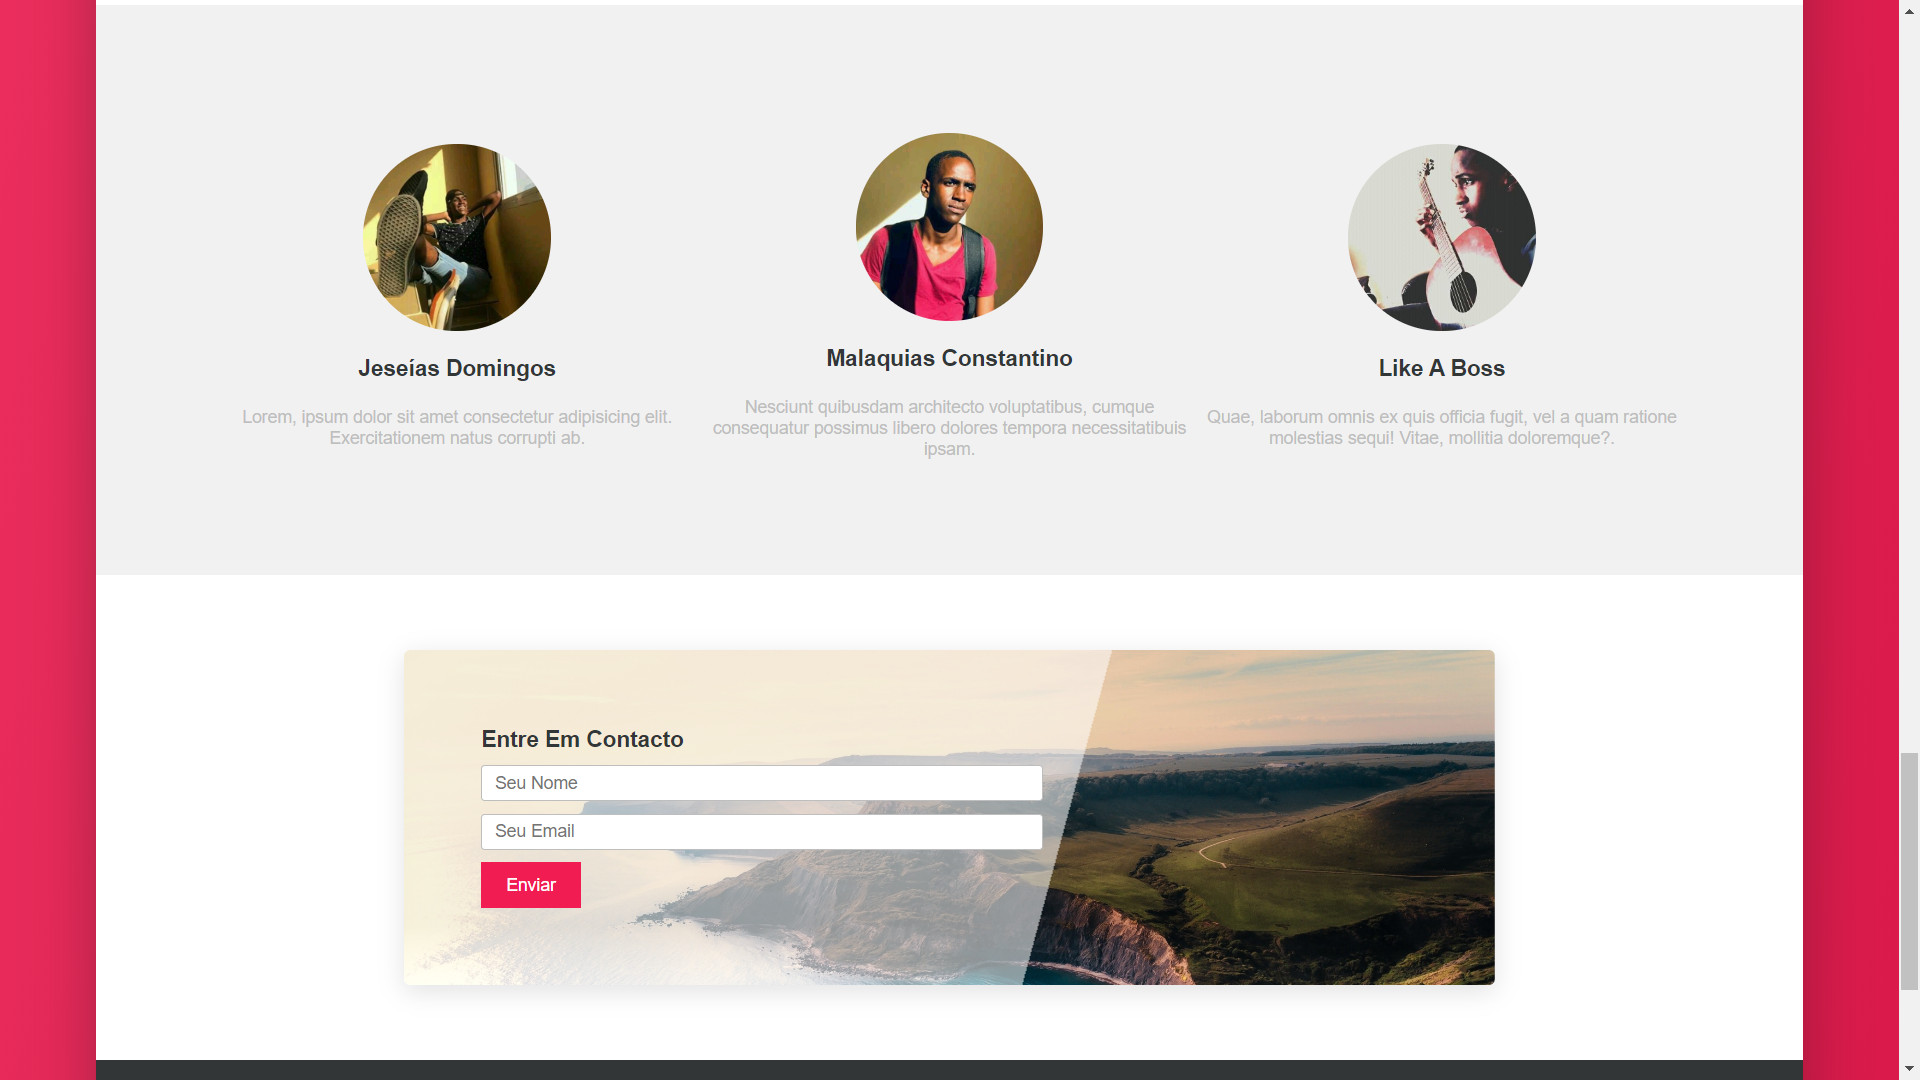 Jeseías Domingos
Lorem, ipsum dolor sit amet consectetur adipisicing elit.
Exercitationem natus corrupti ab.
Malaquias Constantino
Nesciunt quibusdam architecto voluptatibus, cumque
consequatur possimus libero dolores tempora necessitatibus
ipsam.
Like A Boss
Quae, laborum omnis ex quis officia fugit, vel a quam ratione
molestias sequi! Vitae, mollitia doloremque?.
Entre Em Contacto
Seu Nome
Seu Email
Enviar